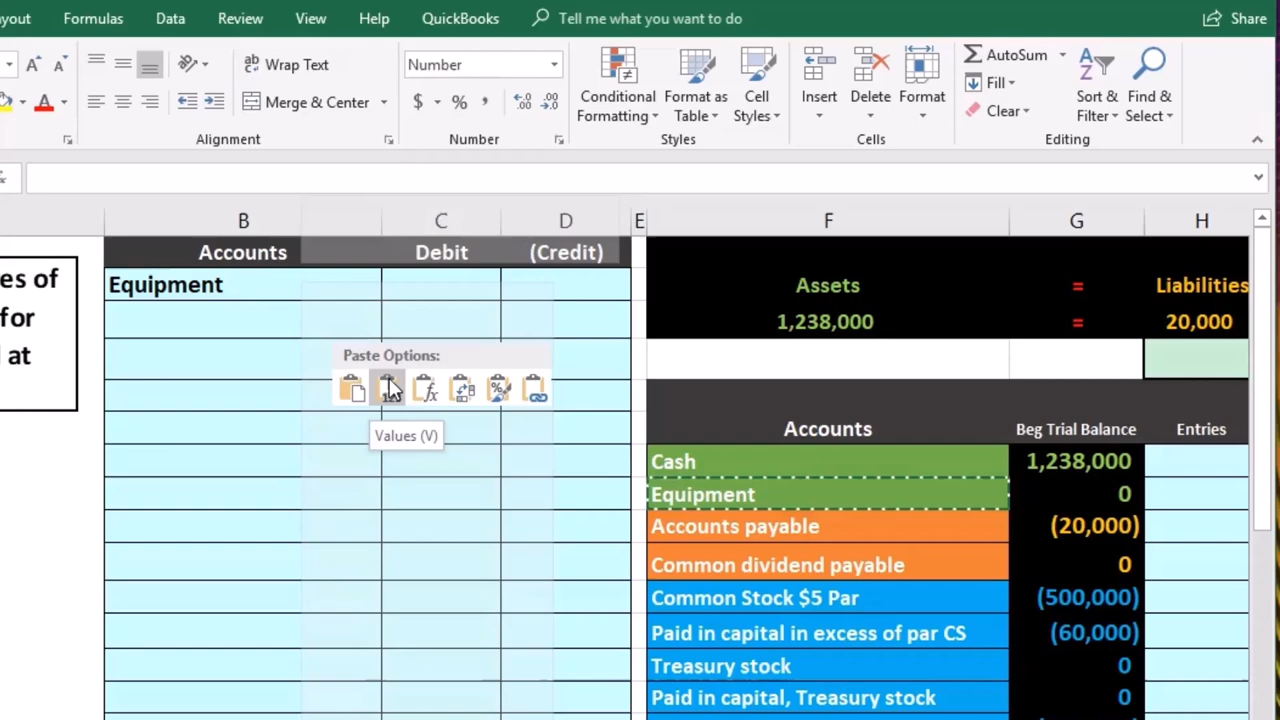 ayout Formulas Data Review View Help QuickBooks Tell me what you want to do Share
A A ab Wrap Text Number AutoSum
A Merge & Center $ % , .00 Conditional Formatting Format as Table Cell Styles Insert Delete Format Fill Sort & Filter Find & Select
Clear
Alignment Number Styles Cells Editing
B C D E F G H
es of
for
at
Accounts Debit (Credit)
Equipment
Paste Options:
Values (V)
Assets = Liabilities
1,238,000 = 20,000
Accounts Beg Trial Balance Entries
Cash 1,238,000
Equipment 0
Accounts payable (20,000)
Common dividend payable 0
Common Stock $5 Par (500,000)
Paid in capital in excess of par CS (60,000)
Treasury stock 0
Paid in capital, Treasury stock 0